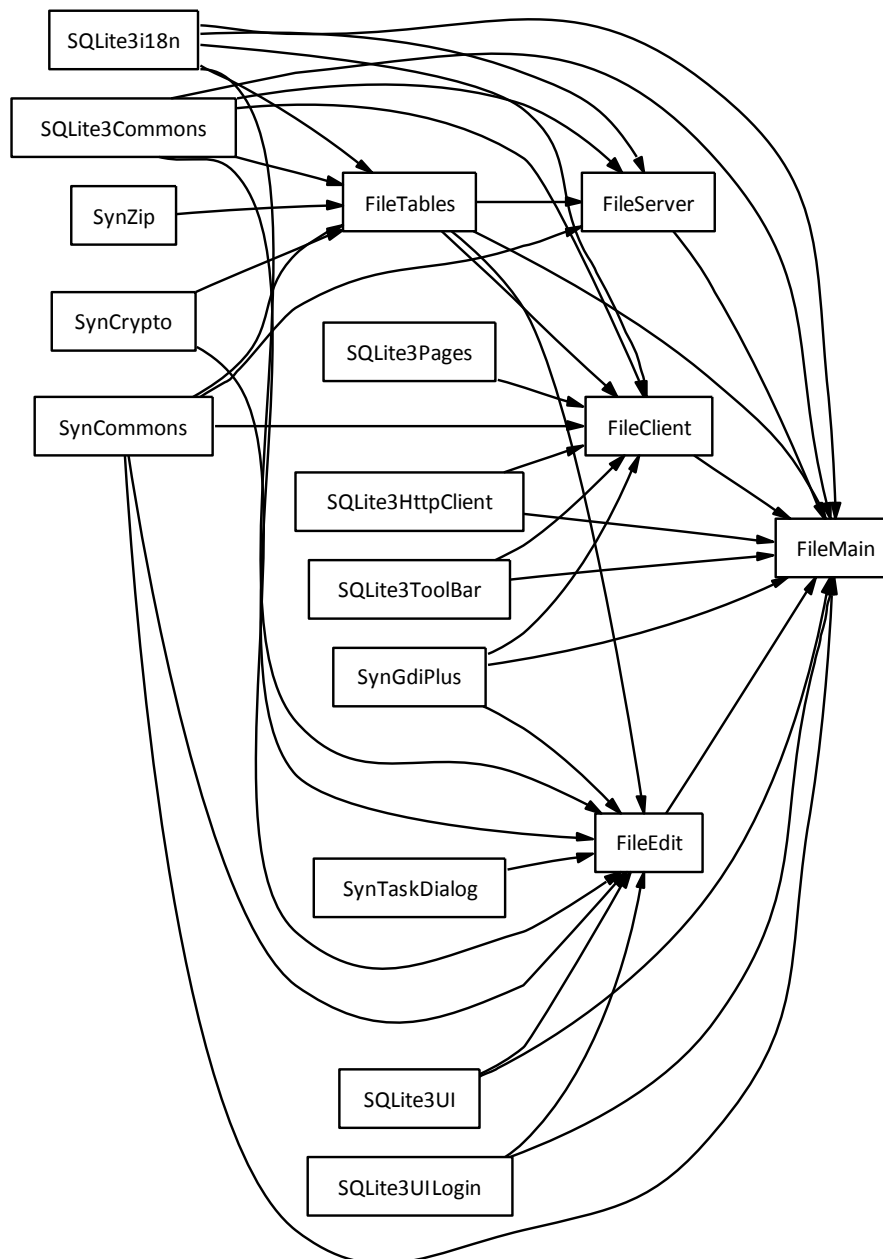 SQLite3i18n
SQLite3Commons
SynZip
FileTables
FileServer
SynCrypto
SQLite3Pages
SynCommons
FileClient
SQLite3HttpClient
FileMain
SQLite3ToolBar
SynGdiPlus
FileEdit
SynTaskDialog
SQLite3UI
SQLite3UILogin